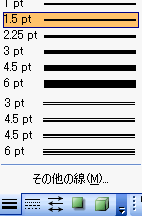 1 pt
1.5 pt
2.25 pt
3 pt
4.5 pt
6 pt
3 pt
4.5 pt
4.5 pt
6 pt
その他の線(M)...